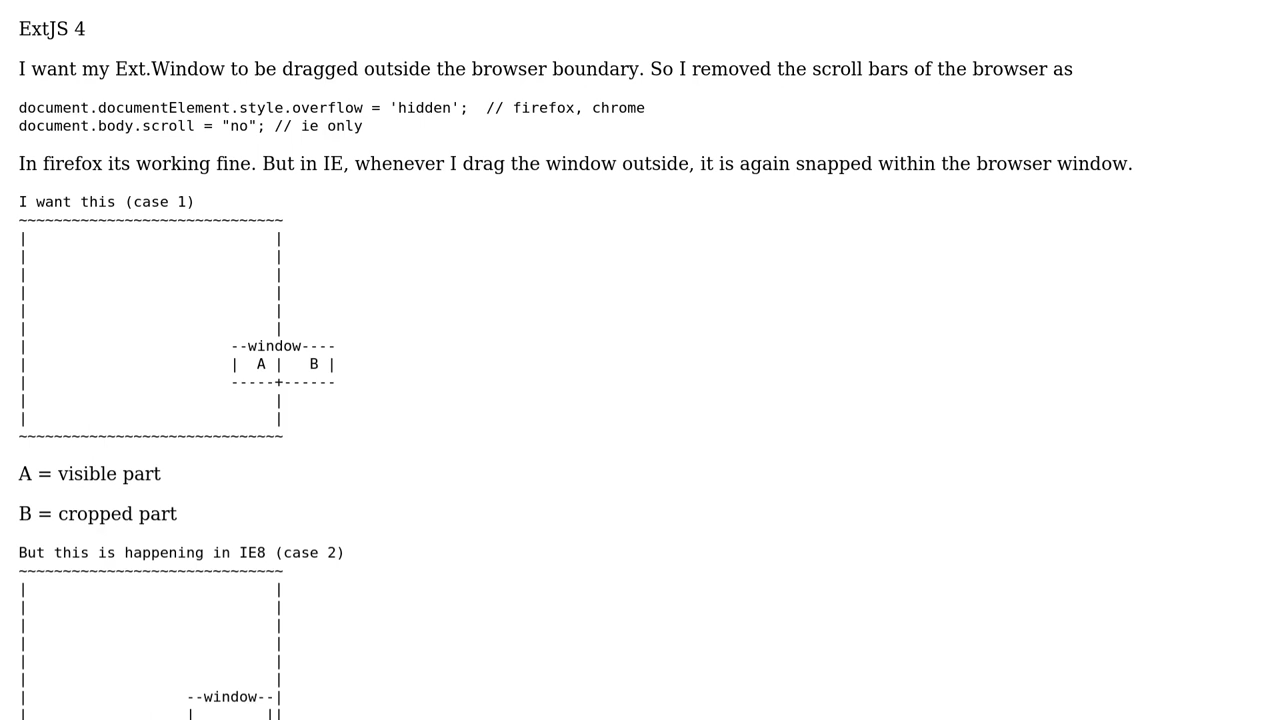 ExtJS 4
I want my Ext.Window to be dragged outside the browser boundary. So I removed the scroll bars of the browser as
document.documentElement.style.overflow = 'hidden';  // firefox, chrome
document.body.scroll = "no"; // ie only
In firefox its working fine. But in IE, whenever I drag the window outside, it is again snapped within the browser window.
I want this (case 1)
~~~~~~~~~~~~~~~~~~~~~~~~~~~~~~
|                            |
|                            |
|                            |
|                            |
|                            |
|                            |
|                       --window----
|                       |  A |   B |
|                       -----+------
|                            |
|                            |
~~~~~~~~~~~~~~~~~~~~~~~~~~~~~~
A = visible part
B = cropped part
But this is happening in IE8 (case 2)
~~~~~~~~~~~~~~~~~~~~~~~~~~~~~~
|                            |
|                            |
|                            |
|                            |
|                            |
|                            |
|                  --window--|
|                  |        ||